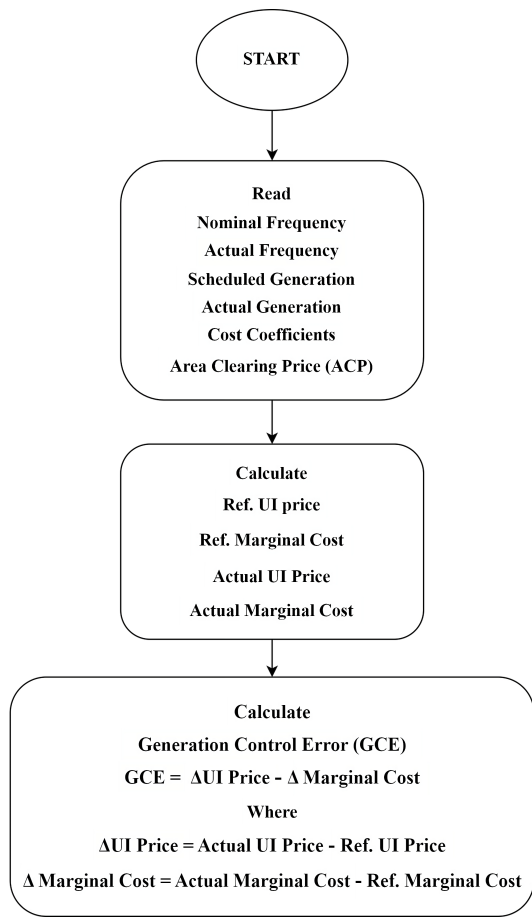 START
Read
Nominal Frequency
Actual Frequency
Scheduled Generation
Actual Generation
Cost Coefficients
Area Clearing Price (ACP)
Calculate
Ref. UI price
Ref. Marginal Cost
Actual UI Price
Actual Marginal Cost
Calculate
Generation Control Error (GCE)
GCE = ΔUI Price - Δ Marginal Cost
Where
ΔUI Price = Actual UI Price - Ref. UI Price
Δ Marginal Cost = Actual Marginal Cost - Ref. Marginal Cost